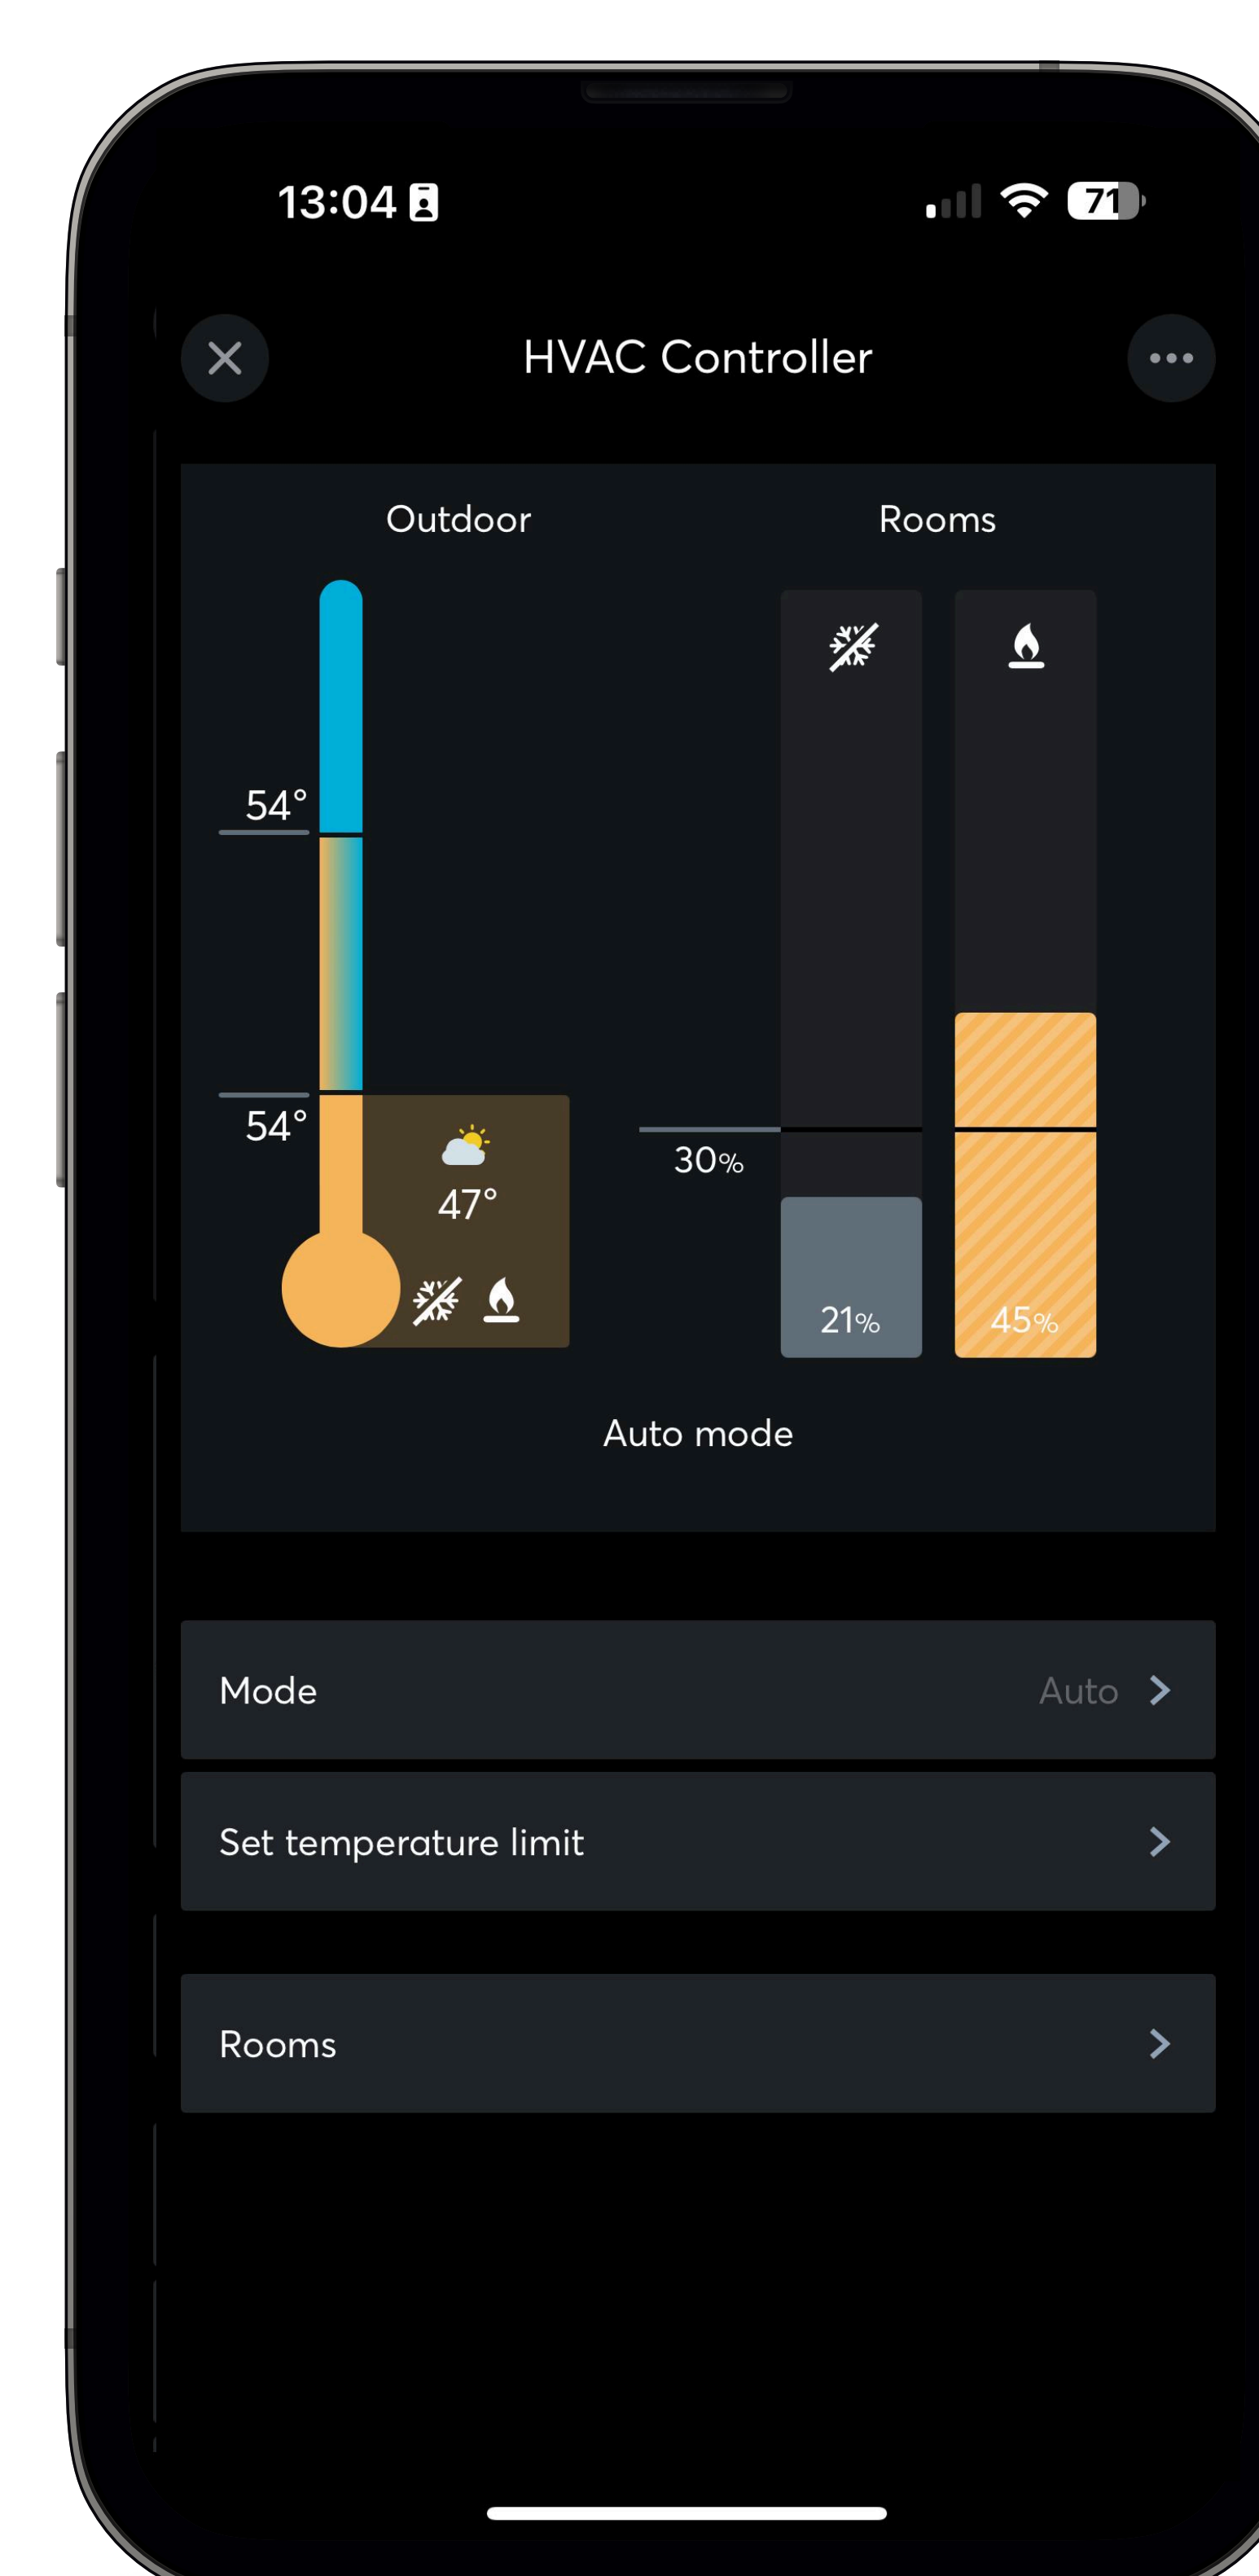 13:04
71
HVAC Controller
Outdoor
Rooms
54°
54°
47°
30%
21%
45%
Auto mode
Mode
Auto
Set temperature limit
Rooms